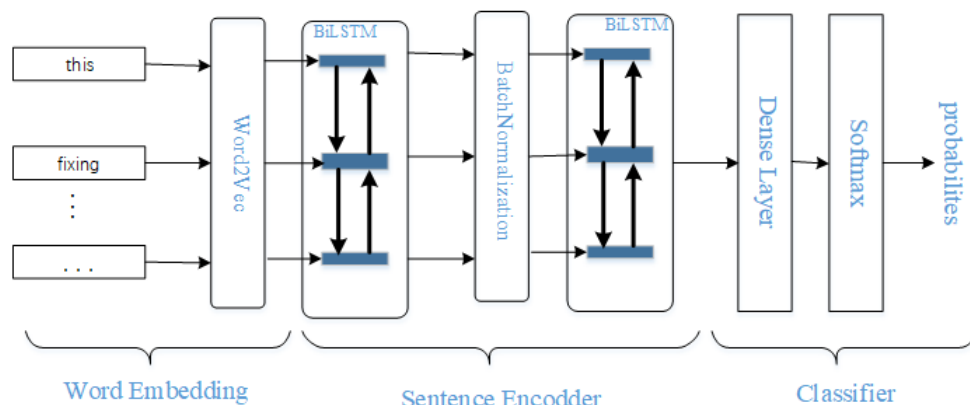 this
fixing
. . .
Word2Vec
BiLSTM
BatchNormalization
BiLSTM
Dense Layer
Softmax
probabilites
Word Embedding
Sentence Encodder
Classifier